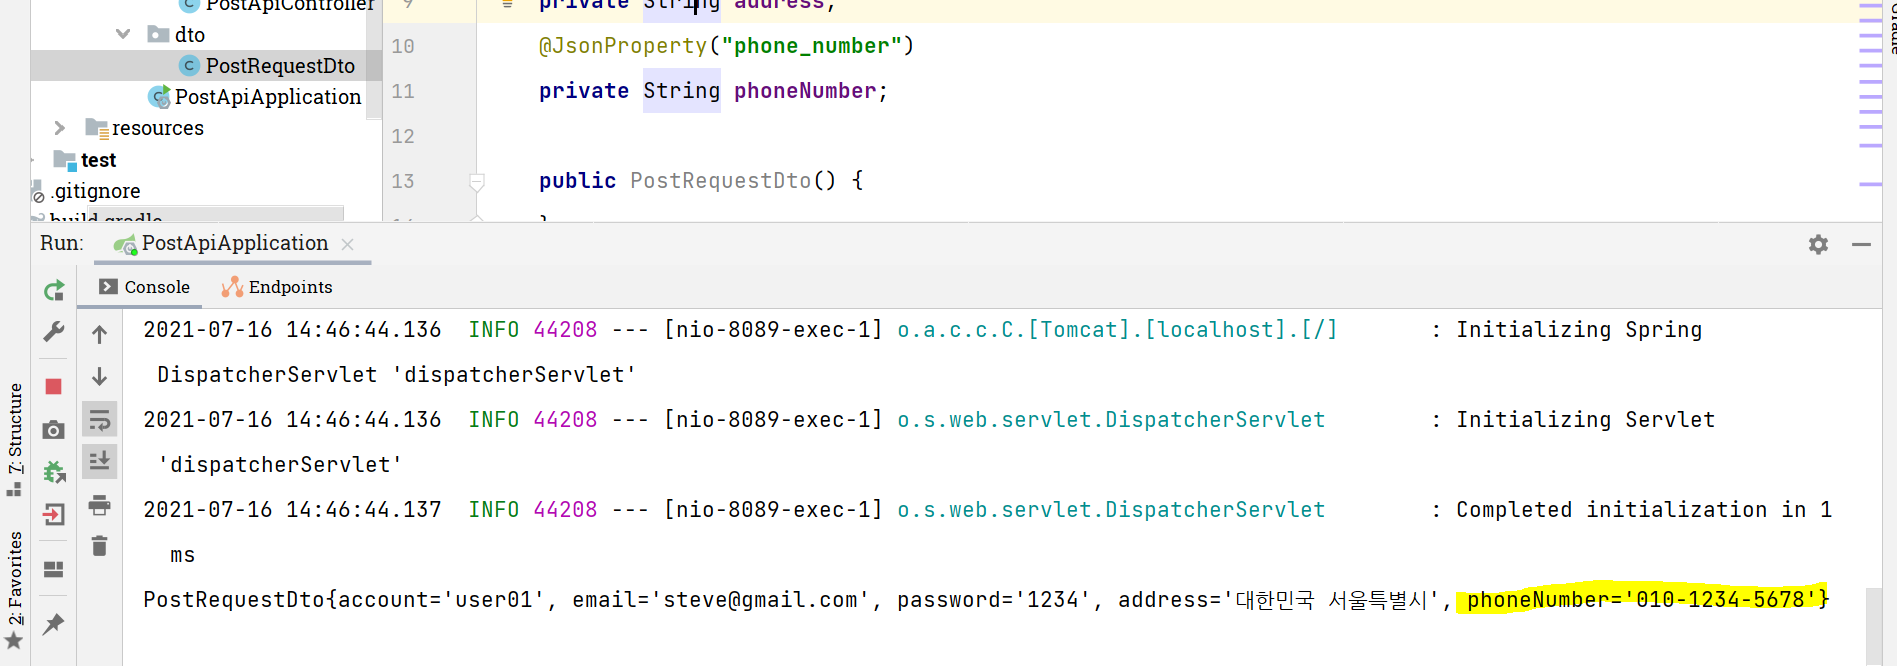 PostApiController
dto
PostRequestDto
PostApiApplication
resources
test
.gitignore
build.gradle
9 private String address;
10 @JsonProperty("phone_number")
11 private String phoneNumber;
12
13 public PostRequestDto() {
Run: PostApiApplication
Console Endpoints
2021-07-16 14:46:44.136 INFO 44208 --- [nio-8089-exec-1] o.a.c.c.C.[Tomcat].[localhost].[/] : Initializing Spring
DispatcherServlet 'dispatcherServlet'
2021-07-16 14:46:44.136 INFO 44208 --- [nio-8089-exec-1] o.s.web.servlet.DispatcherServlet : Initializing Servlet
'dispatcherServlet'
2021-07-16 14:46:44.137 INFO 44208 --- [nio-8089-exec-1] o.s.web.servlet.DispatcherServlet : Completed initialization in 1
ms
PostRequestDto{account='user01', email='steve@gmail.com', password='1234', address='대한민국 서울특별시', phoneNumber='010-1234-5678'}
7: Structure
2: Favorites